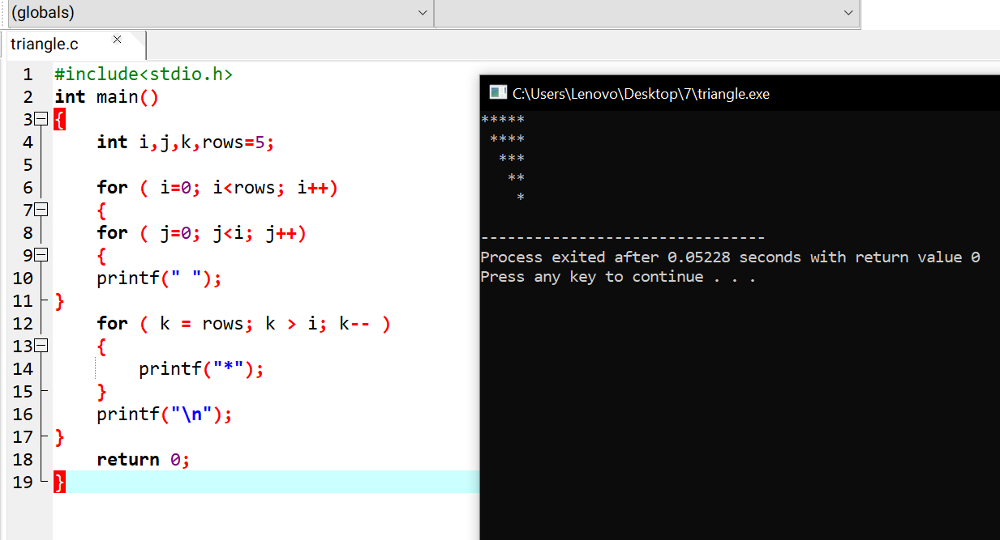 (globals)
triangle.c
1 #include<stdio.h>
2 int main()
3 {
4     int i,j,k,rows=5;
5
6     for ( i=0; i<rows; i++)
7     {
8     for ( j=0; j<i; j++)
9     {
10     printf(" ");
11 }
12     for ( k = rows; k > i; k-- )
13     {
14         printf("*");
15     }
16     printf("\n");
17 }
18     return 0;
19 }
C:\Users\Lenovo\Desktop\7\triangle.exe
*****
 ****
  ***
   **
    *
--------------------------------
Process exited after 0.05228 seconds with return value 0
Press any key to continue . . .